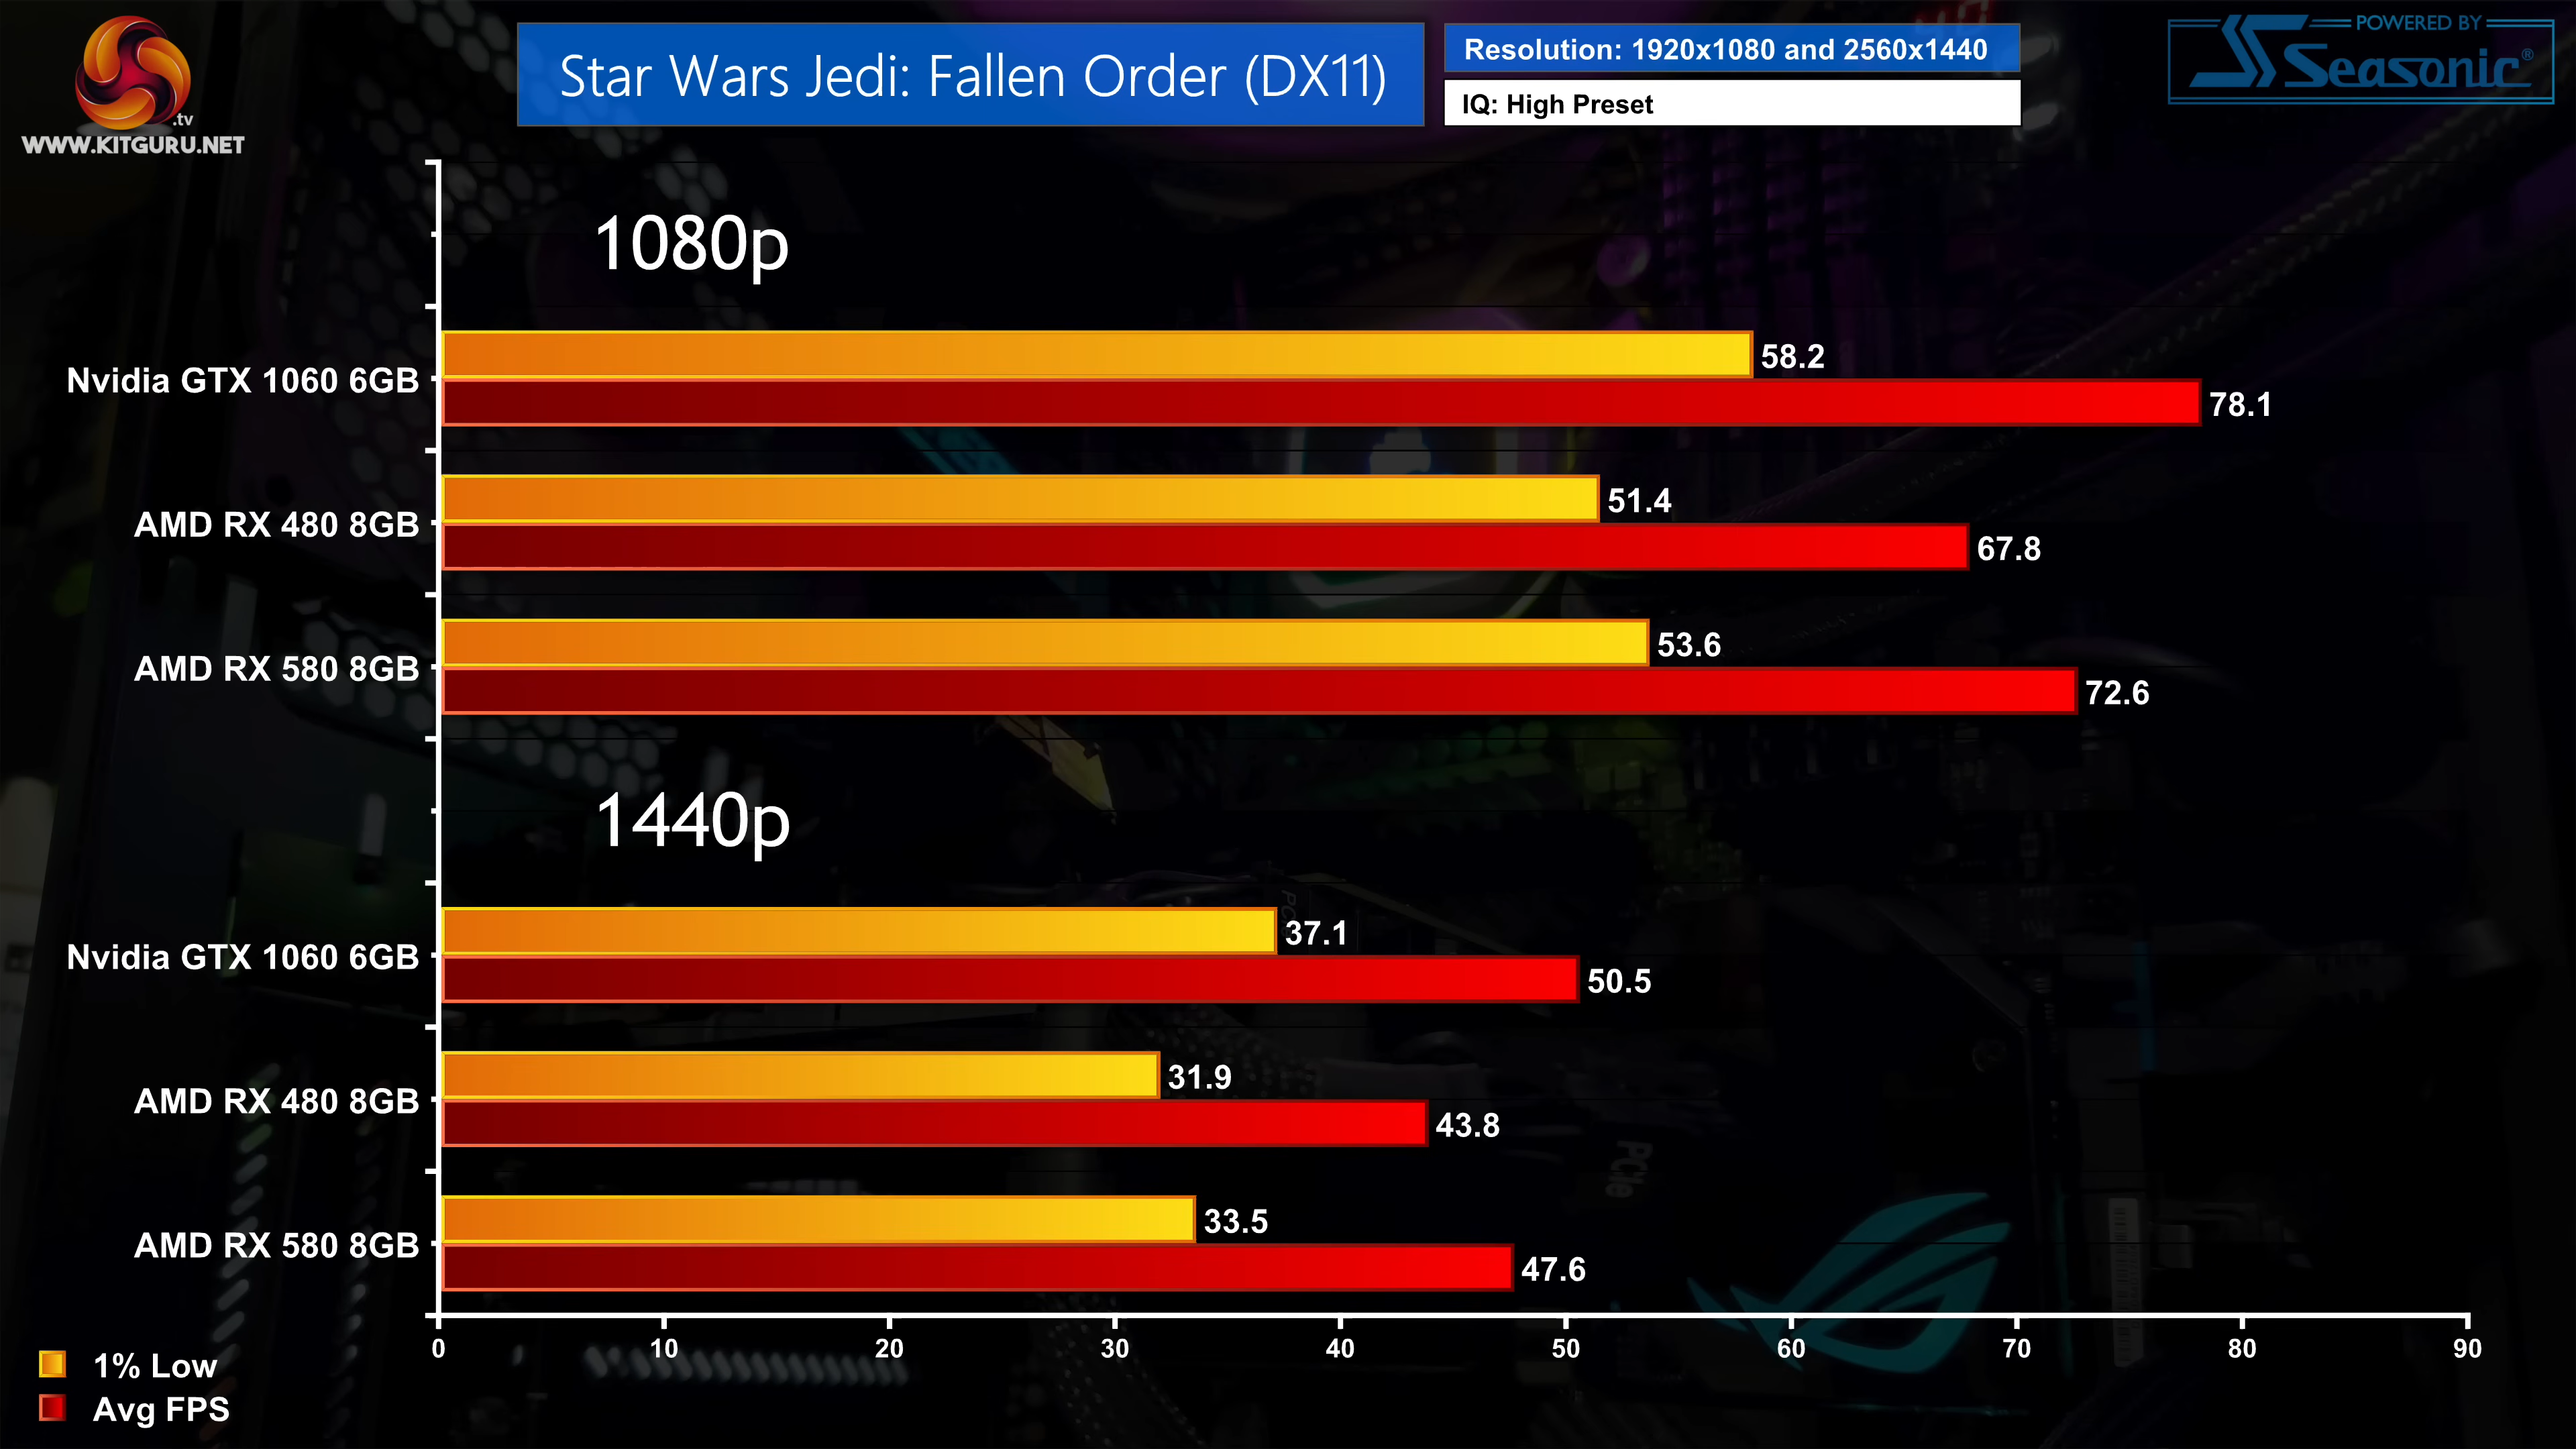 .tv
WWW.KITGURU.NET
Star Wars Jedi: Fallen Order (DX11)
Resolution: 1920x1080 and 2560x1440
IQ: High Preset
POWERED BY
Seasonic®
1080p
Nvidia GTX 1060 6GB
58.2
78.1
AMD RX 480 8GB
51.4
67.8
AMD RX 580 8GB
53.6
72.6
1440p
Nvidia GTX 1060 6GB
37.1
50.5
AMD RX 480 8GB
31.9
43.8
AMD RX 580 8GB
33.5
47.6
PCIe
0 10 20 30 40 50 60 70 80 90
1% Low
Avg FPS